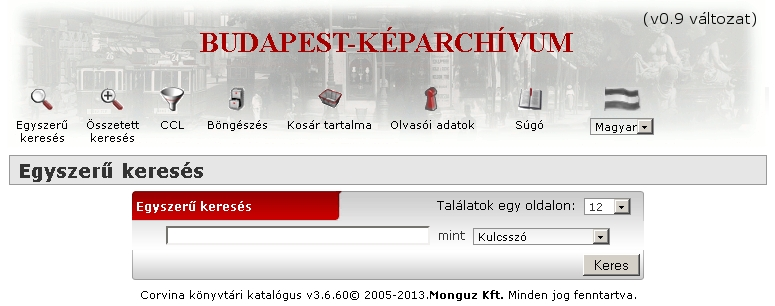 (v0.9 változat)
BUDAPEST-KÉPARCHÍVUM
Egyszerű keresés
Összetett keresés
CCL
Böngészés
Kosár tartalma
Olvasói adatok
Súgó
Magyar
Egyszerű keresés
Egyszerű keresés
Találatok egy oldalon: 12
mint Kulcsszó
Keres
Corvina könyvtári katalógus v3.6.60© 2005-2013.Monguz Kft. Minden jog fenntartva.